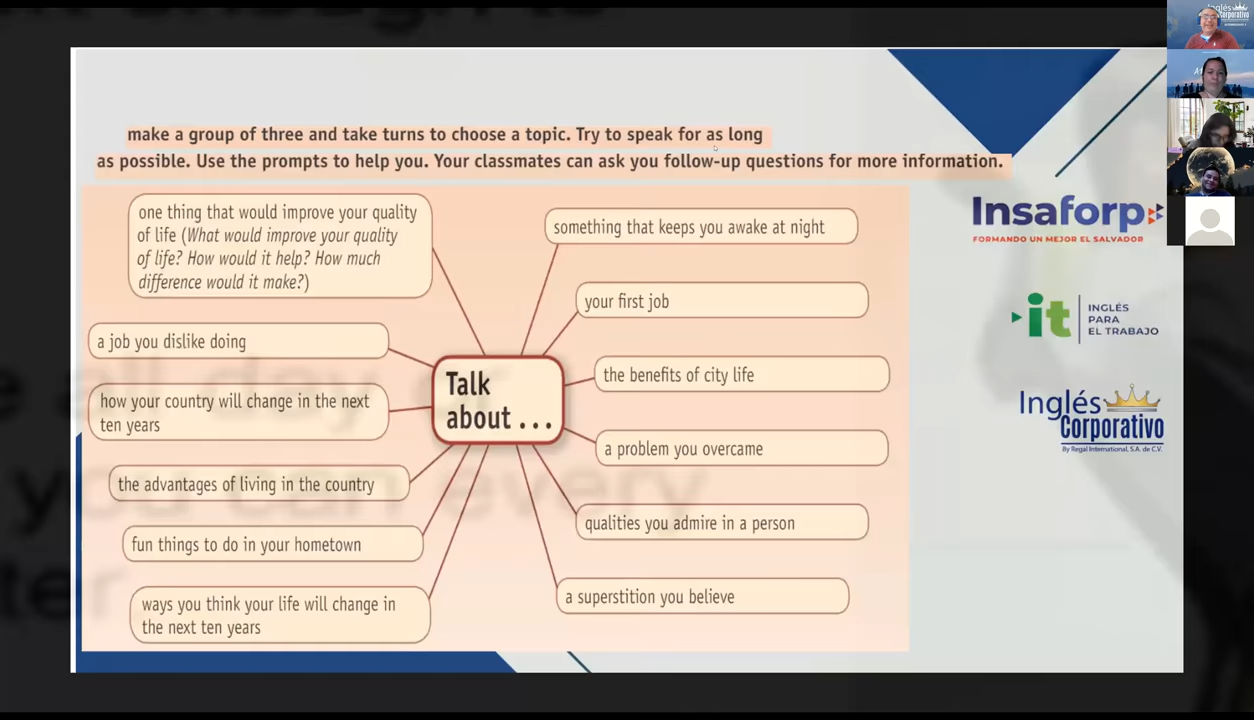 make a group of three and take turns to choose a topic. Try to speak for as long
as possible. Use the prompts to help you. Your classmates can ask you follow-up questions for more information.
one thing that would improve your quality
of life (What would improve your quality
of life? How would it help? How much
difference would it make?)
a job you dislike doing
how your country will change in the next
ten years
the advantages of living in the country
fun things to do in your hometown
ways you think your life will change in
the next ten years
Talk
about ...
something that keeps you awake at night
your first job
the benefits of city life
a problem you overcame
qualities you admire in a person
a superstition you believe
Insaforp
FORMANDO UN MEJOR EL SALVADOR
it
INGLÉS
PARA
EL TRABAJO
Inglés
Corporativo
By Regal International, S.A. de C.V.
all day or
you can every